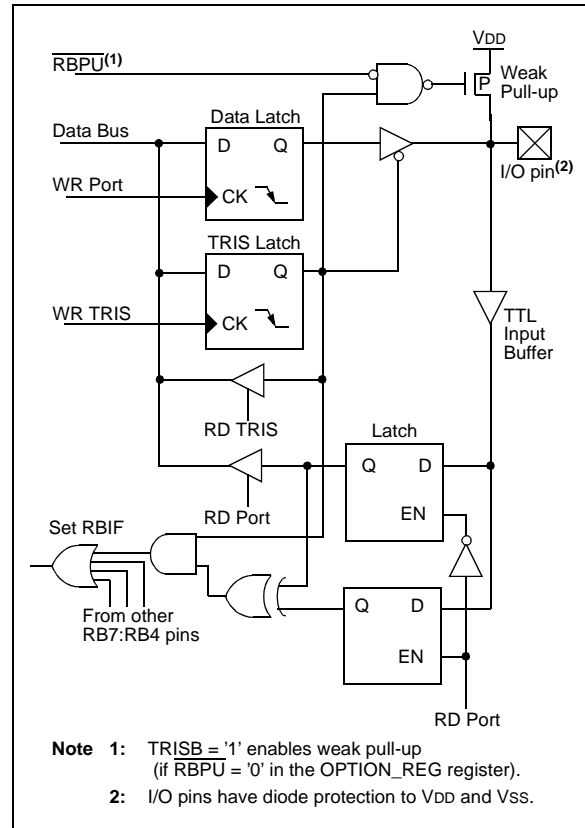 VDD
RBPU(1)
P
Weak
Pull-up
Data Latch
Data Bus
D Q
I/O pin(2)
WR Port
CK
TRIS Latch
D Q
WR TRIS
CK
TTL
Input
Buffer
RD TRIS
Latch
Q D
RD Port
EN
Set RBIF
From other
RB7:RB4 pins
Q D
EN
RD Port
Note 1: TRISB = '1' enables weak pull-up
(if RBPU = '0' in the OPTION_REG register).
2: I/O pins have diode protection to VDD and VSS.